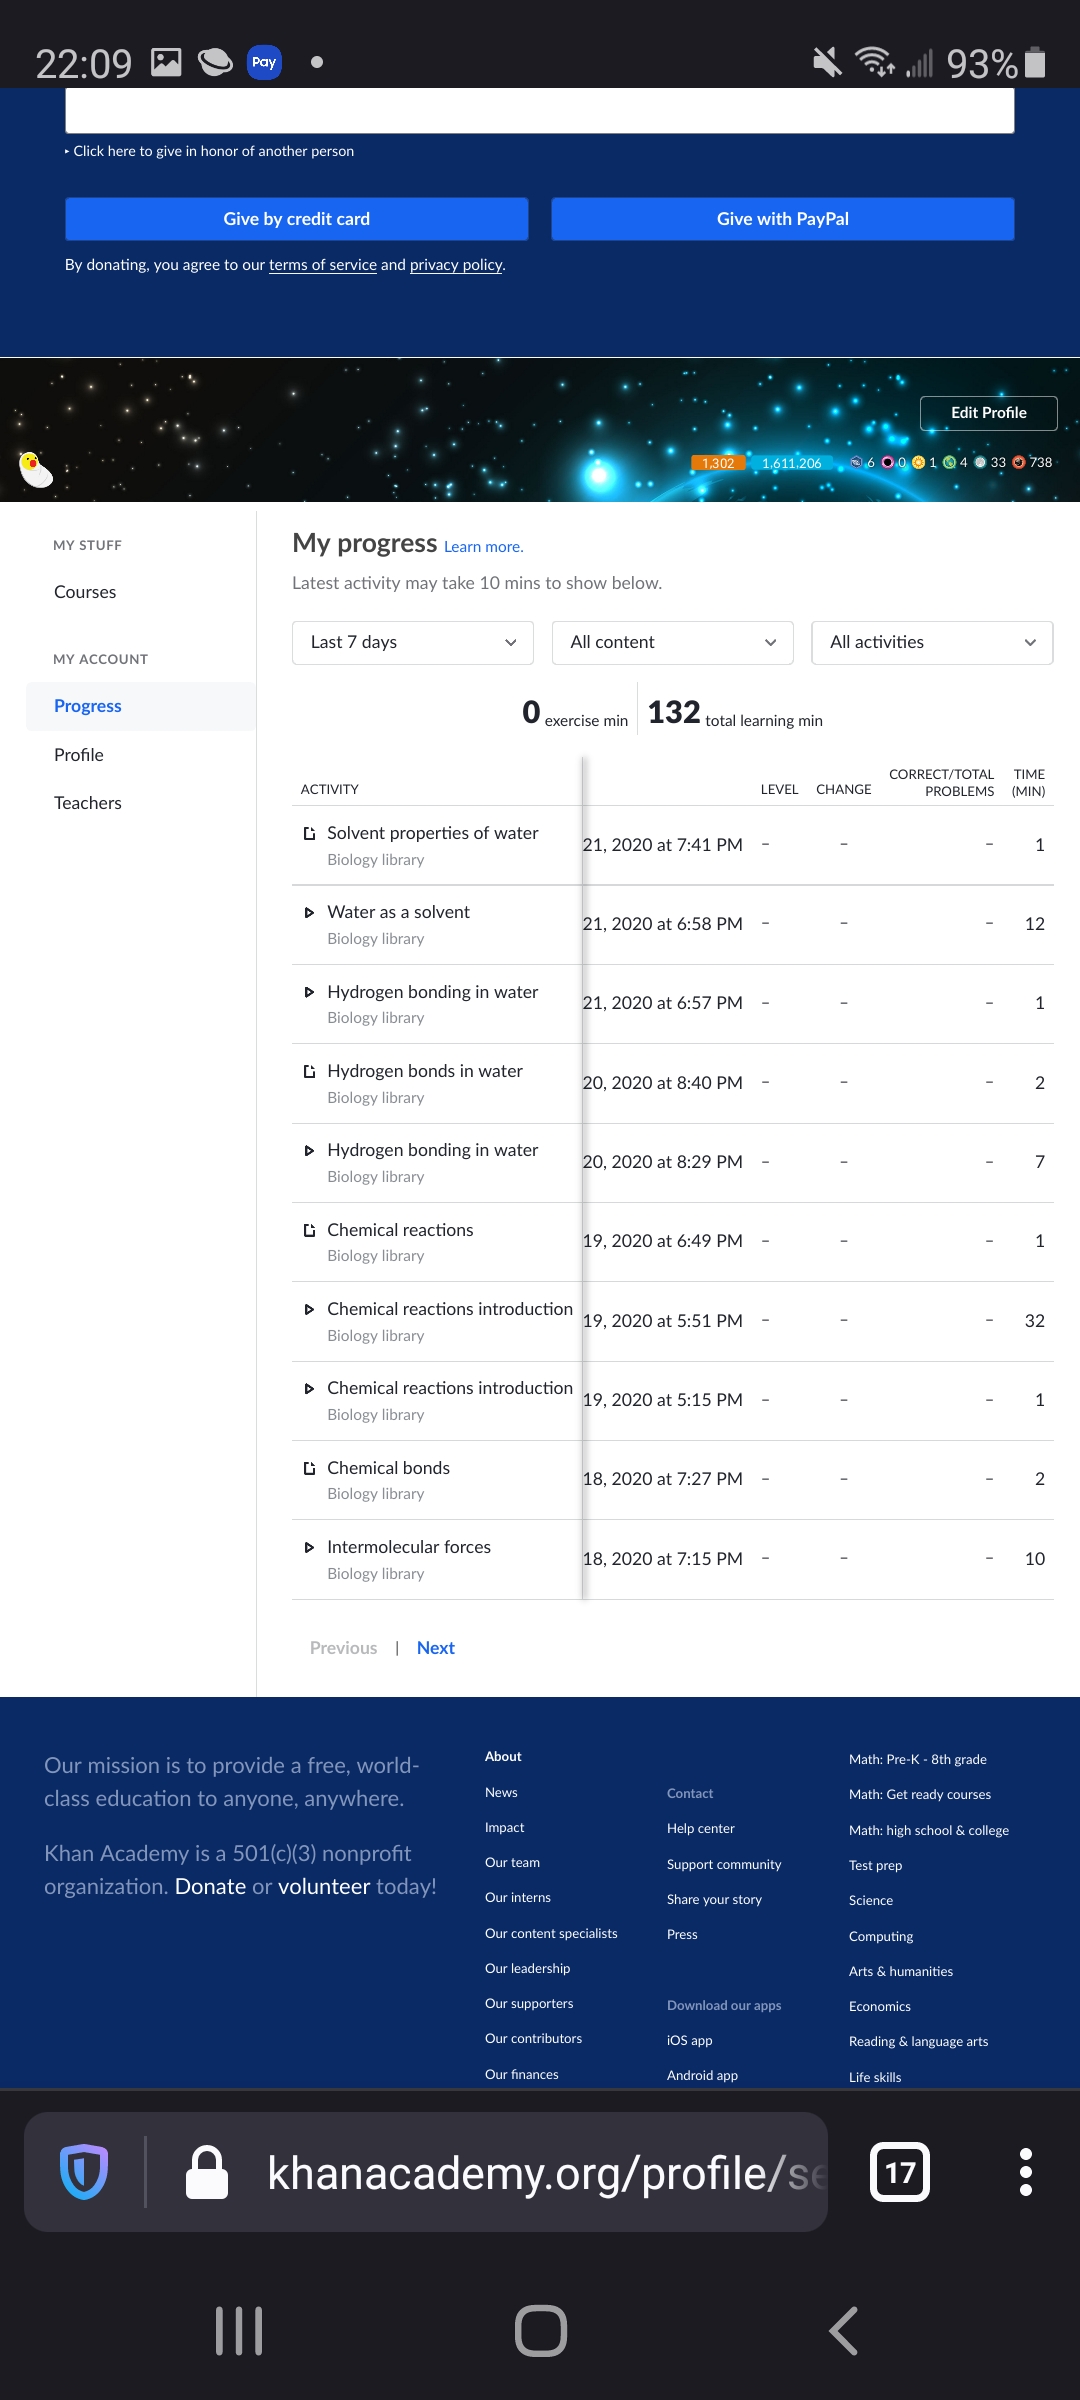 22:09 Pay 93%
‣ Click here to give in honor of another person
Give by credit card Give with PayPal
By donating, you agree to our terms of service and privacy policy.
Edit Profile
1,302 1,611,206 6 0 1 4 33 738
MY STUFF
Courses
MY ACCOUNT
Progress
Profile
Teachers
My progress Learn more.
Latest activity may take 10 mins to show below.
Last 7 days All content All activities
0 exercise min 132 total learning min
ACTIVITY LEVEL CHANGE CORRECT/TOTAL PROBLEMS TIME (MIN)
Solvent properties of water
Biology library
21, 2020 at 7:41 PM – – – 1
Water as a solvent
Biology library
21, 2020 at 6:58 PM – – – 12
Hydrogen bonding in water
Biology library
21, 2020 at 6:57 PM – – – 1
Hydrogen bonds in water
Biology library
20, 2020 at 8:40 PM – – – 2
Hydrogen bonding in water
Biology library
20, 2020 at 8:29 PM – – – 7
Chemical reactions
Biology library
19, 2020 at 6:49 PM – – – 1
Chemical reactions introduction
Biology library
19, 2020 at 5:51 PM – – – 32
Chemical reactions introduction
Biology library
19, 2020 at 5:15 PM – – – 1
Chemical bonds
Biology library
18, 2020 at 7:27 PM – – – 2
Intermolecular forces
Biology library
18, 2020 at 7:15 PM – – – 10
Previous | Next
Our mission is to provide a free, world-
class education to anyone, anywhere.
Khan Academy is a 501(c)(3) nonprofit
organization. Donate or volunteer today!
About
News
Impact
Our team
Our interns
Our content specialists
Our leadership
Our supporters
Our contributors
Our finances
Contact
Help center
Support community
Share your story
Press
Download our apps
iOS app
Android app
Math: Pre-K - 8th grade
Math: Get ready courses
Math: high school & college
Test prep
Science
Computing
Arts & humanities
Economics
Reading & language arts
Life skills
khanacademy.org/profile/se 17